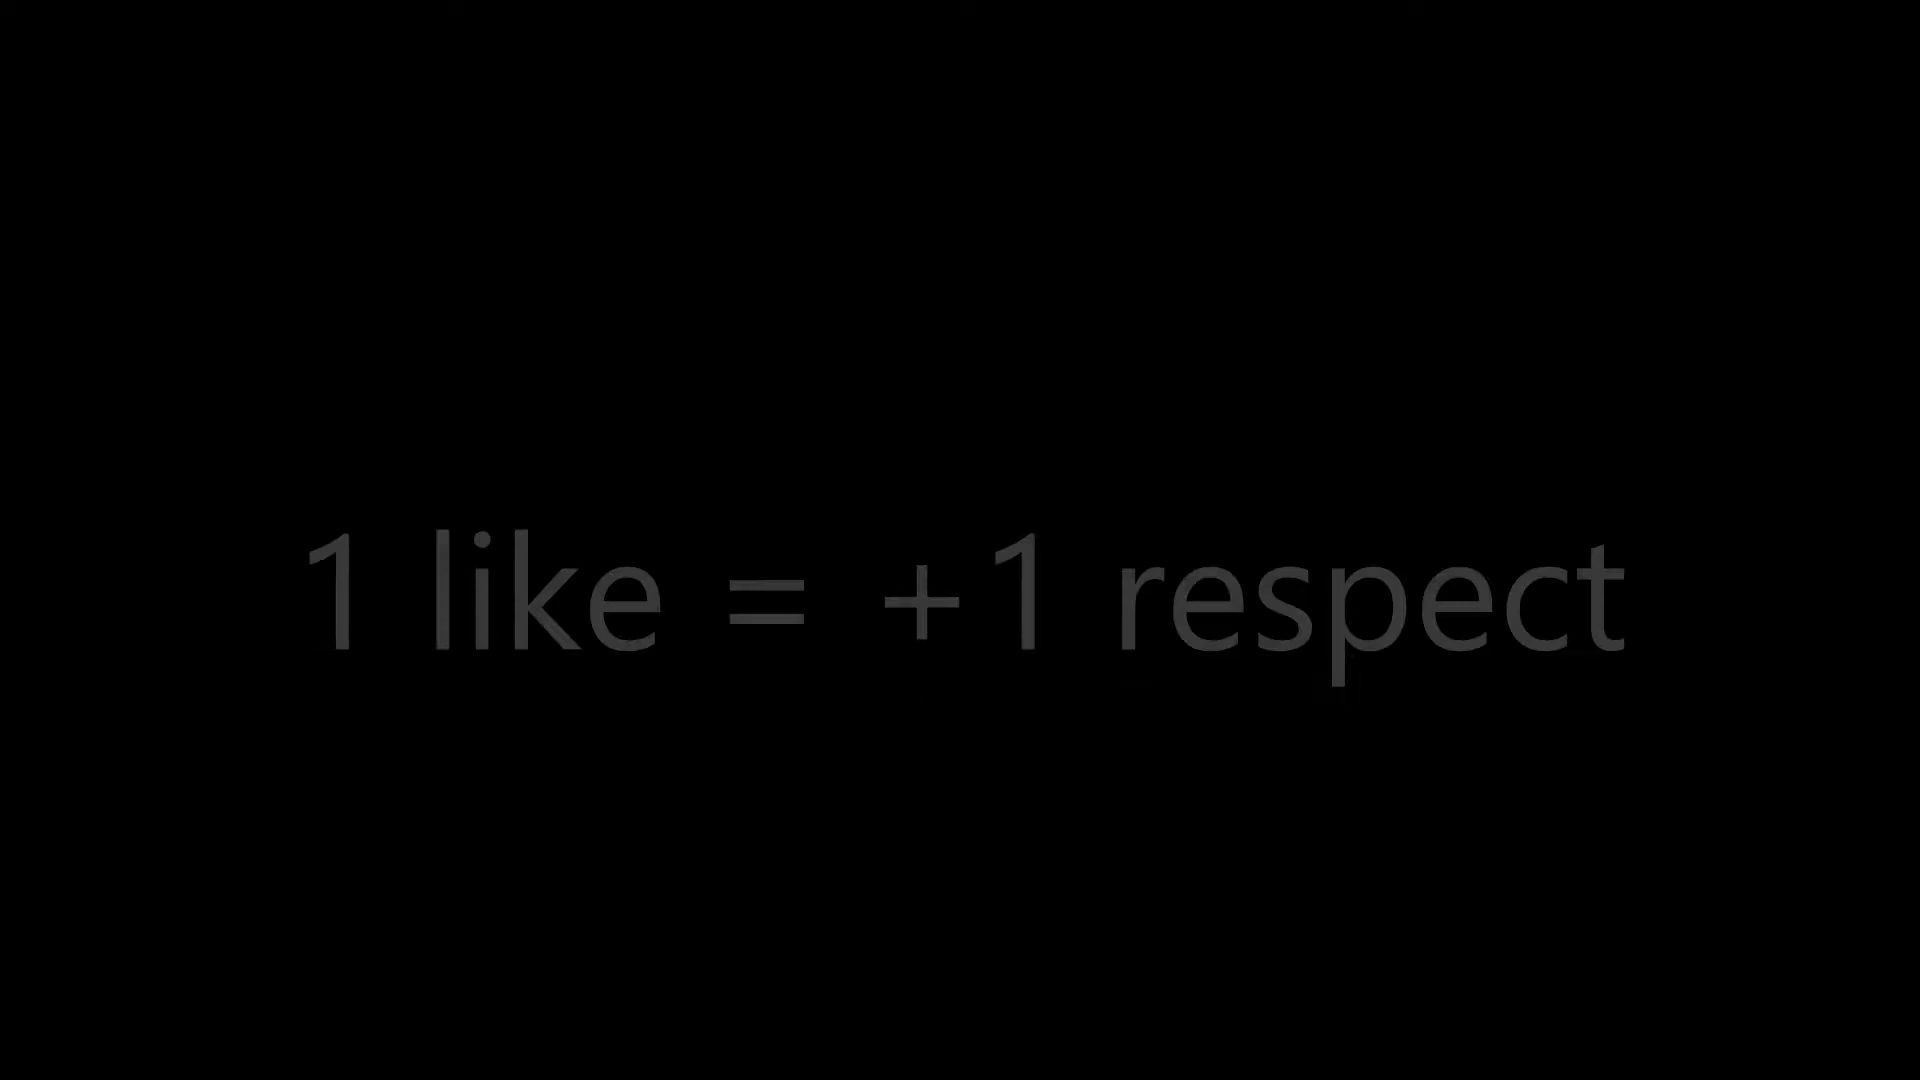 1 like = +1 respect